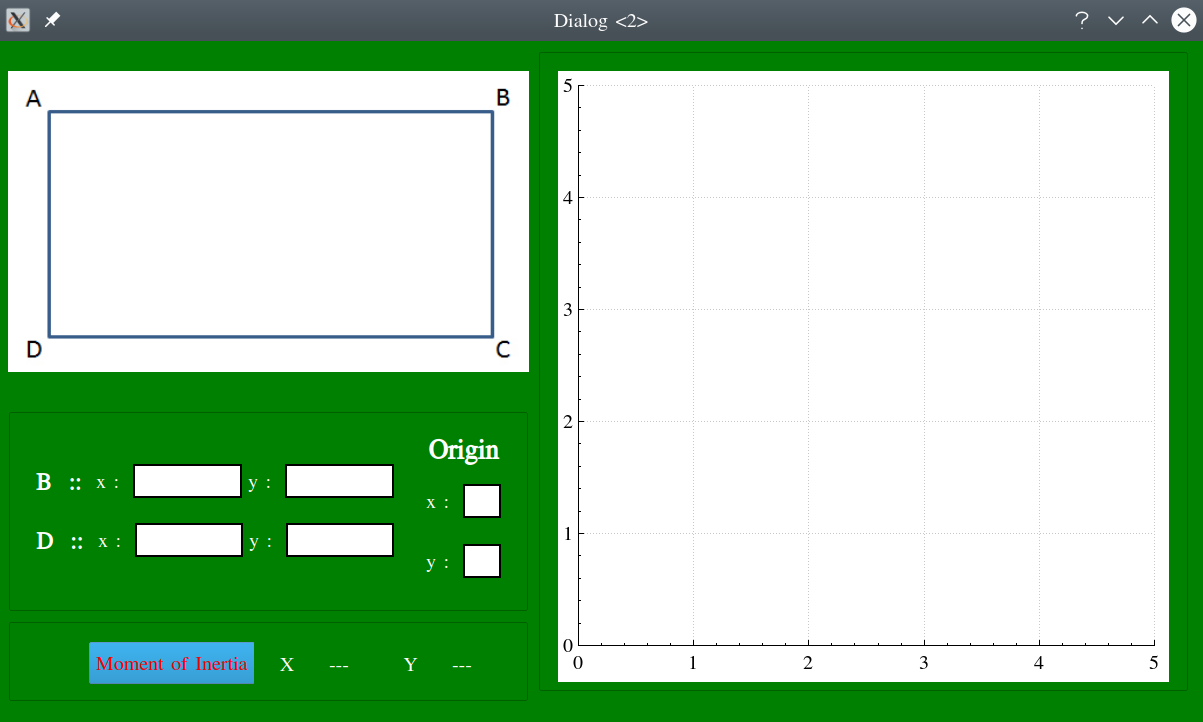 Dialog <2>
A B
D C
Origin
B :: x : y :
x :
D :: x : y :
y :
Moment of Inertia X --- Y ---
5
4
3
2
1
0
0 1 2 3 4 5